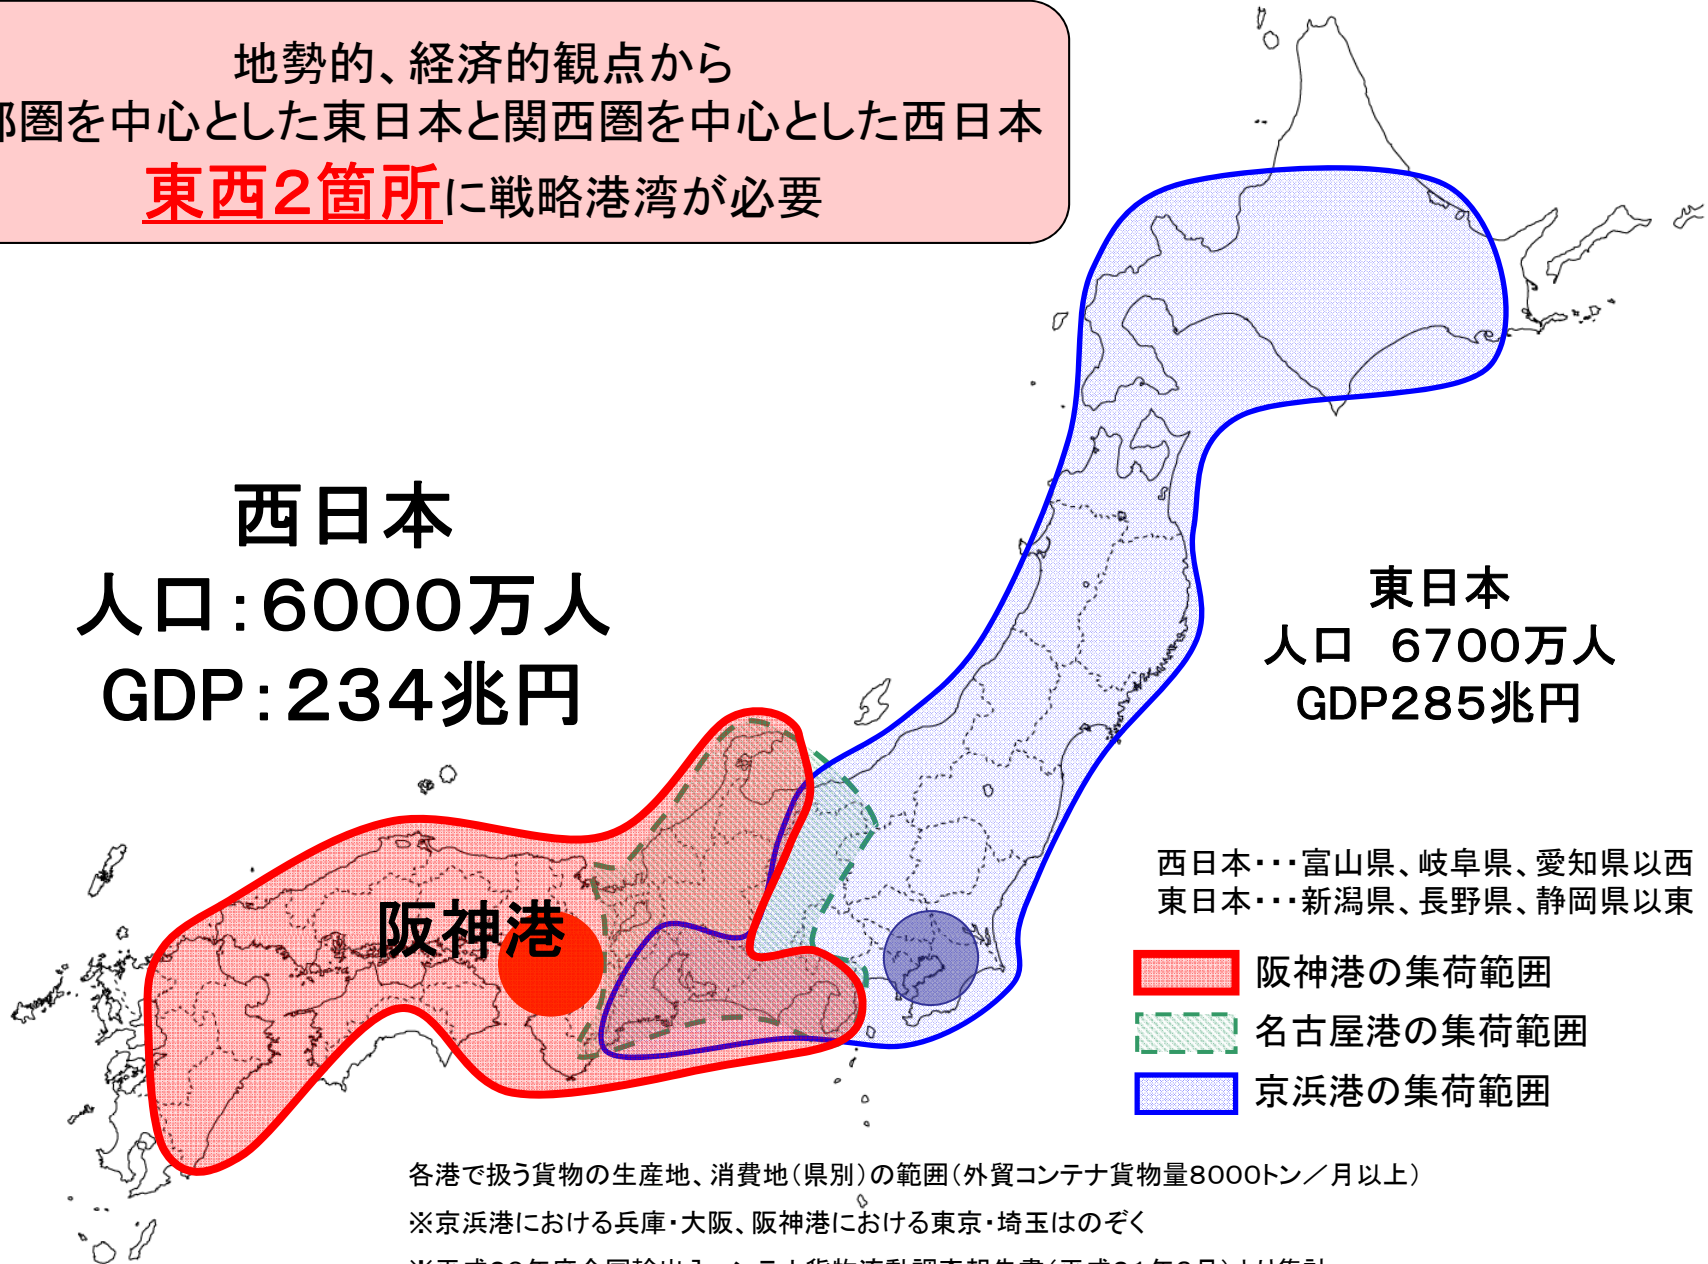 地勢的、経済的観点から
圏を中心とした東日本と関西圏を中心とした西日本
東西2箇所に戦略港湾が必要
西日本
人口:6000万人
GDP:234兆円
東日本
人口 6700万人
GDP285兆円
西日本・・・富山県、岐阜県、愛知県以西
東日本・・・新潟県、長野県、静岡県以東
阪神港
阪神港の集荷範囲
名古屋港の集荷範囲
京浜港の集荷範囲
各港で扱う貨物の生産地、消費地(県別)の範囲(外貿コンテナ貨物量8000トン/月以上)
※京浜港における兵庫・大阪、阪神港における東京・埼玉はのぞく